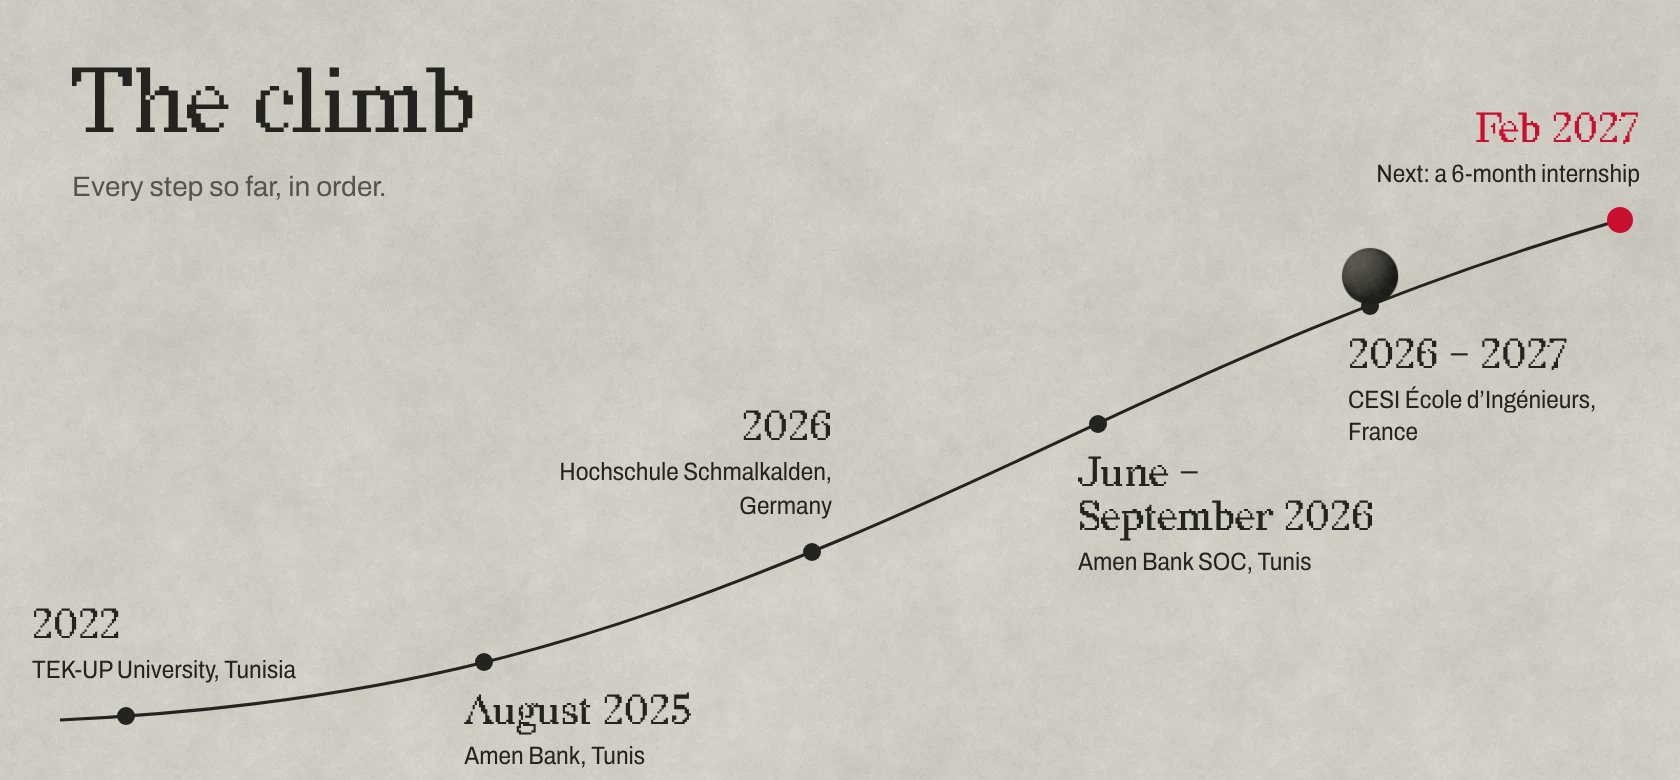 The climb
Every step so far, in order.
Feb 2027
Next: a 6-month internship
2026 – 2027
CESI École d’Ingénieurs,
France
2026
Hochschule Schmalkalden,
Germany
June –
September 2026
Amen Bank SOC, Tunis
2022
TEK-UP University, Tunisia
August 2025
Amen Bank, Tunis